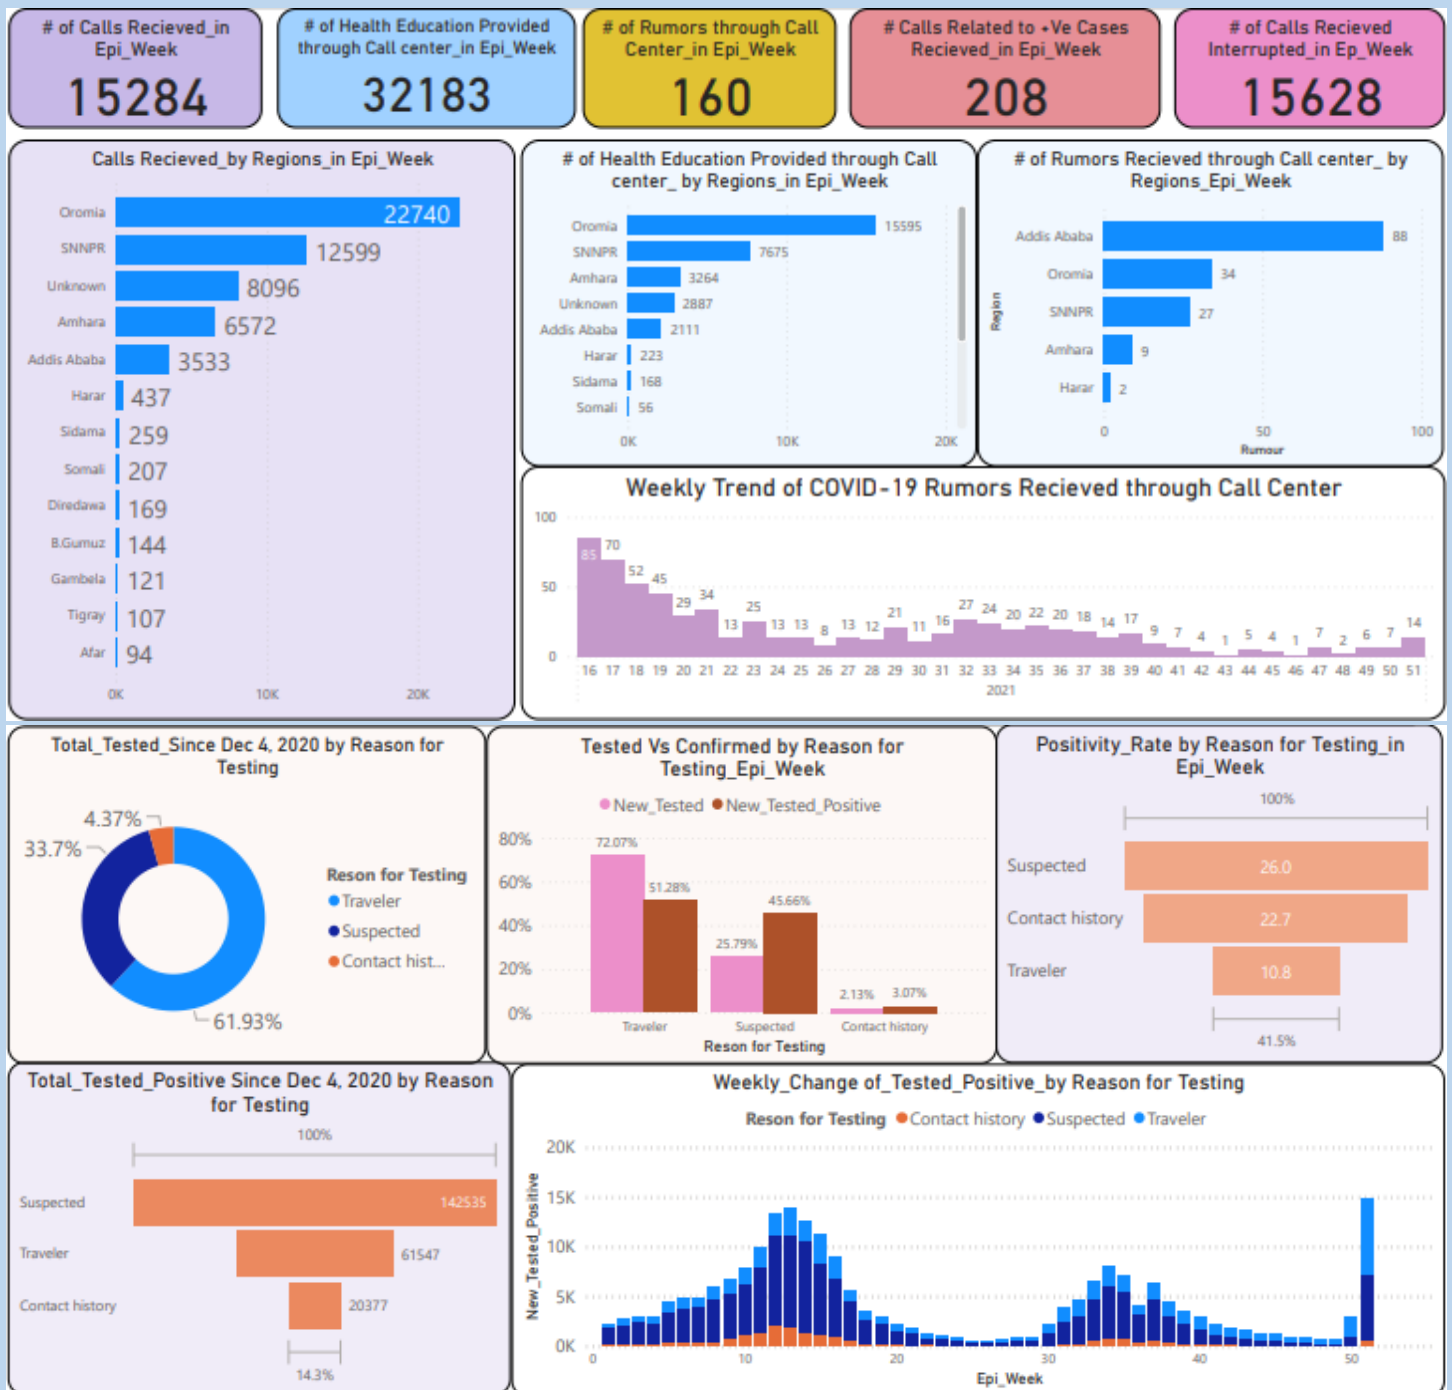 # of Calls Recieved_in
Epi_Week
15284
# of Health Education Provided
through Call center_in Epi_Week
32183
# of Rumors through Call
Center_in Epi_Week
160
# Calls Related to +Ve Cases
Recieved_in Epi_Week
208
# of Calls Recieved
Interrupted_in Ep_Week
15628
Calls Recieved_by Regions_in Epi_Week
Oromia 22740
SNNPR 12599
Unknown 8096
Amhara 6572
Addis Ababa 3533
Harar 437
Sidama 259
Somali 207
Diredawa 169
B.Gumuz 144
Gambela 121
Tigray 107
Afar 94
0K 10K 20K
# of Health Education Provided through Call
center_ by Regions_in Epi_Week
Oromia 15595
SNNPR 7675
Amhara 3264
Unknown 2887
Addis Ababa 2111
Harar 223
Sidama 168
Somali 56
0K 10K 20K
# of Rumors Recieved through Call center_ by
Regions_Epi_Week
Region
Addis Ababa 88
Oromia 34
SNNPR 27
Amhara 9
Harar 2
0 50 100
Rumour
Weekly Trend of COVID-19 Rumors Recieved through Call Center
100
50
0
85 70 52 45 29 34 13 25 13 13 8 13 12 21 11 16 27 24 20 22 20 18 14 17 9 7 4 1 5 4 1 7 2 6 7 14
16 17 18 19 20 21 22 23 24 25 26 27 28 29 30 31 32 33 34 35 36 37 38 39 40 41 42 43 44 45 46 47 48 49 50 51
2021
Total_Tested_Since Dec 4, 2020 by Reason for
Testing
4.37%
33.7%
61.93%
Reson for Testing
Traveler
Suspected
Contact hist...
Tested Vs Confirmed by Reason for
Testing_Epi_Week
New_Tested New_Tested_Positive
80%
60%
40%
20%
0%
72.07% 51.28%
25.79% 45.66%
2.13% 3.07%
Traveler Suspected Contact history
Reson for Testing
Positivity_Rate by Reason for Testing_in
Epi_Week
100%
Suspected 26.0
Contact history 22.7
Traveler 10.8
41.5%
Total_Tested_Positive Since Dec 4, 2020 by Reason
for Testing
100%
Suspected 142535
Traveler 61547
Contact history 20377
14.3%
Weekly_Change of_Tested_Positive_by Reason for Testing
Reson for Testing Contact history Suspected Traveler
New_Tested_Positive
20K
15K
10K
5K
0K
0 10 20 30 40 50
Epi_Week